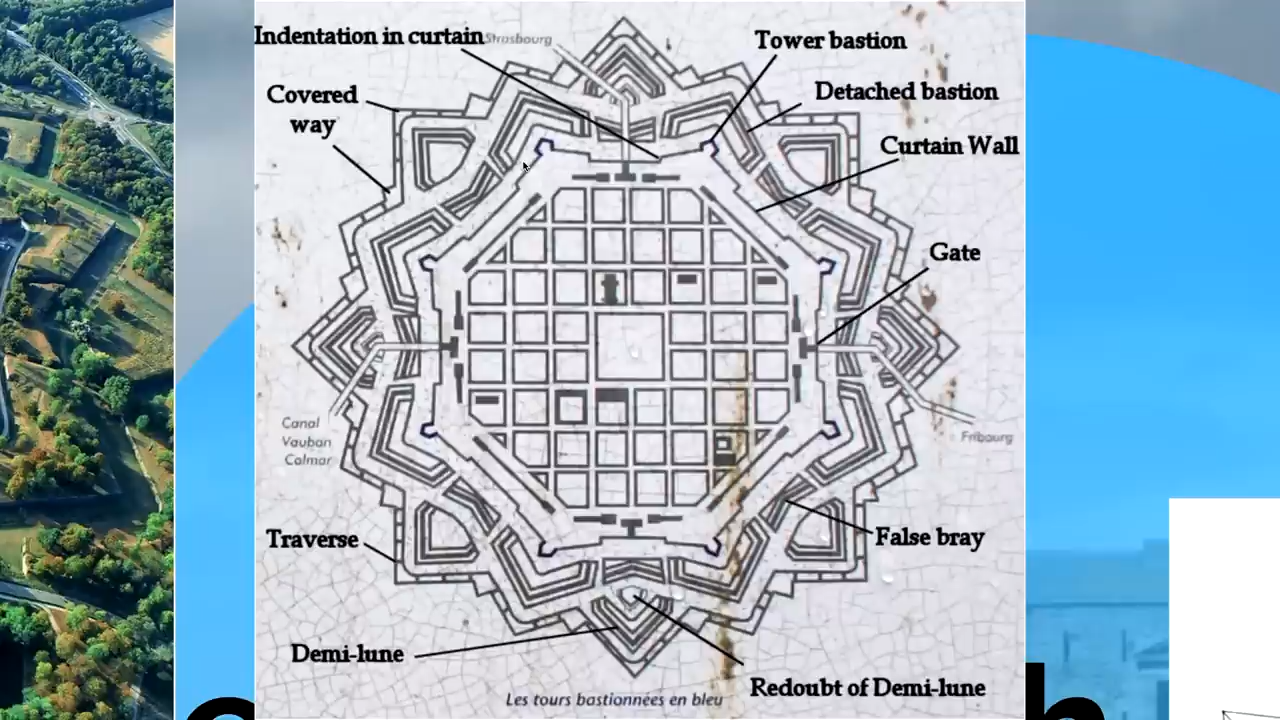 Indentation in curtain
Strasbourg
Tower bastion
Covered
way
Detached bastion
Curtain Wall
Gate
Canal
Vauban
Colmar
Fribourg
Traverse
False bray
Demi-lune
Redoubt of Demi-lune
Les tours bastionnées en bleu